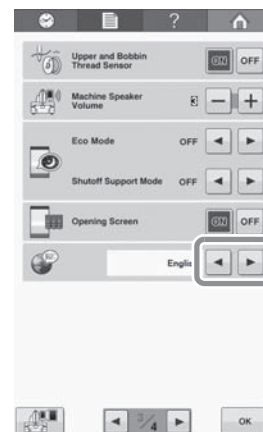 ?
Upper and Bobbin
Thread Sensor
ON OFF
Machine Speaker
Volume
3 − +
Eco Mode OFF
Shutoff Support Mode OFF
Opening Screen
ON OFF
Englis
3/4
OK